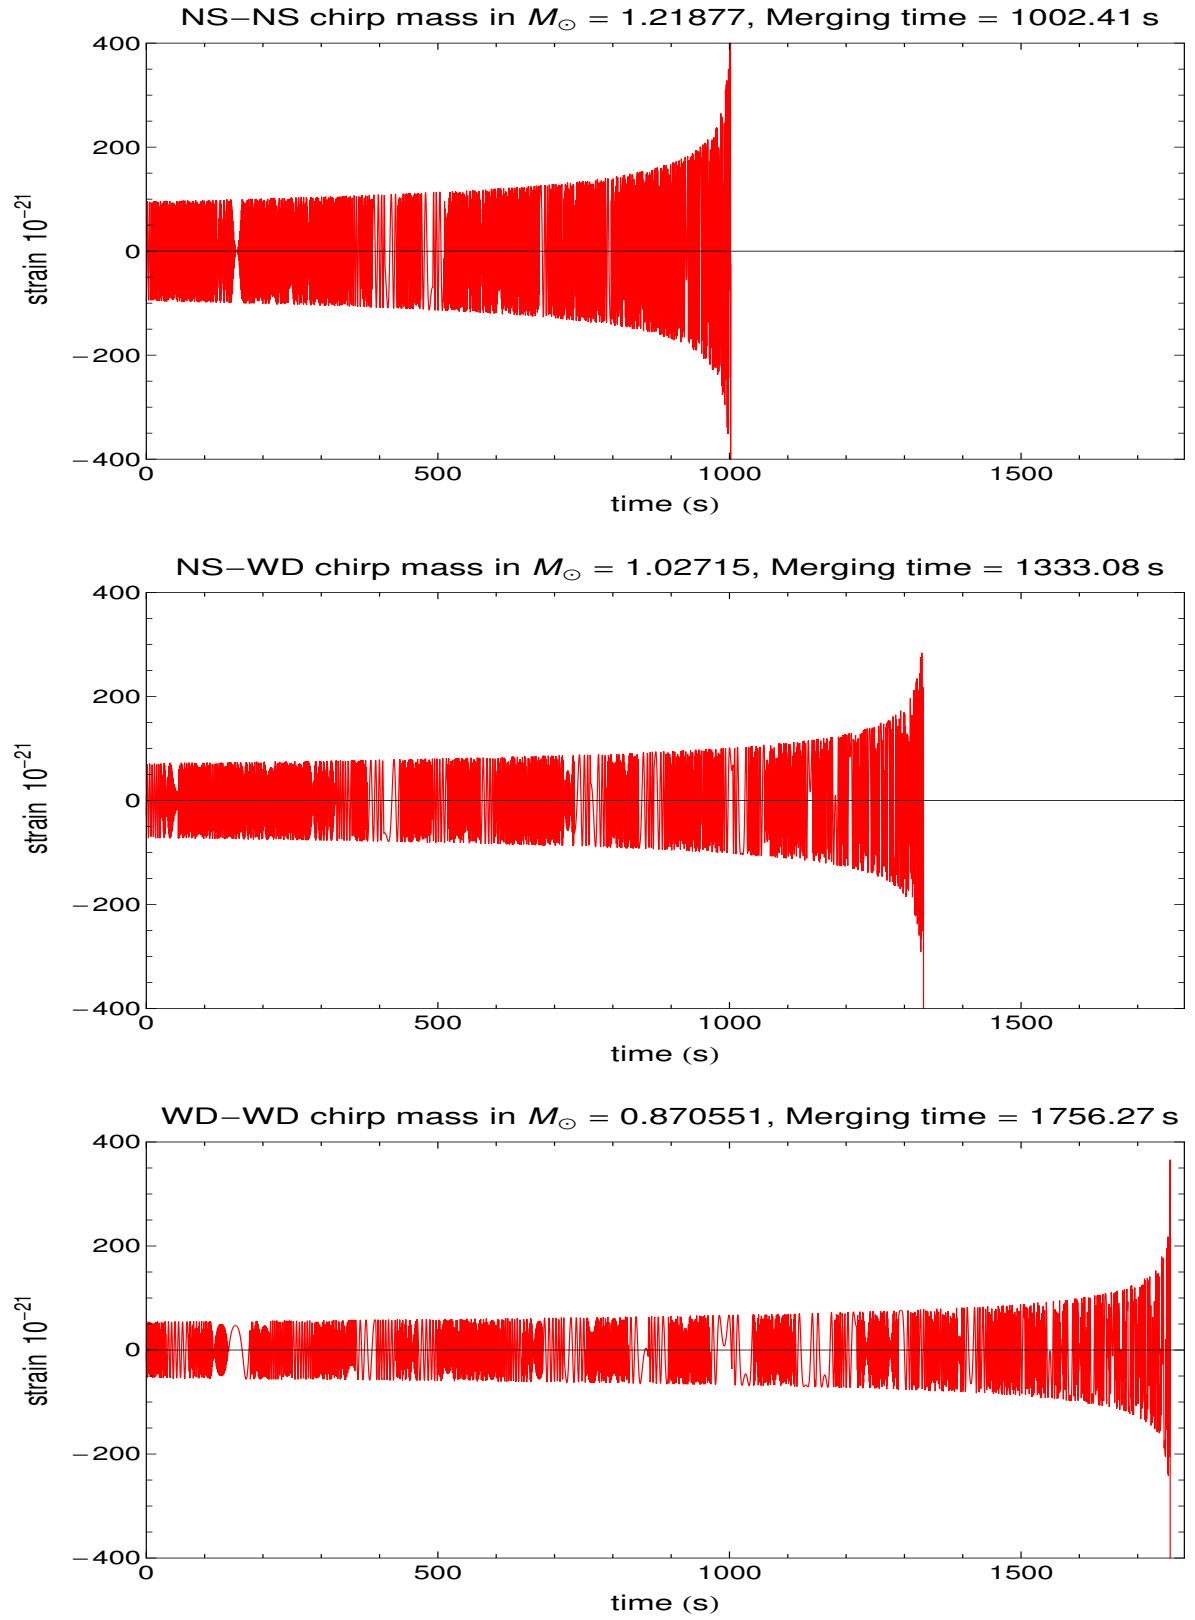 NS−NS chirp mass in M⊙ = 1.21877, Merging time = 1002.41 s
400
200
0
−200
−400
strain 10⁻²¹
0 500 1000 1500
time (s)
NS−WD chirp mass in M⊙ = 1.02715, Merging time = 1333.08 s
400
200
0
−200
−400
strain 10⁻²¹
0 500 1000 1500
time (s)
WD−WD chirp mass in M⊙ = 0.870551, Merging time = 1756.27 s
400
200
0
−200
−400
strain 10⁻²¹
0 500 1000 1500
time (s)